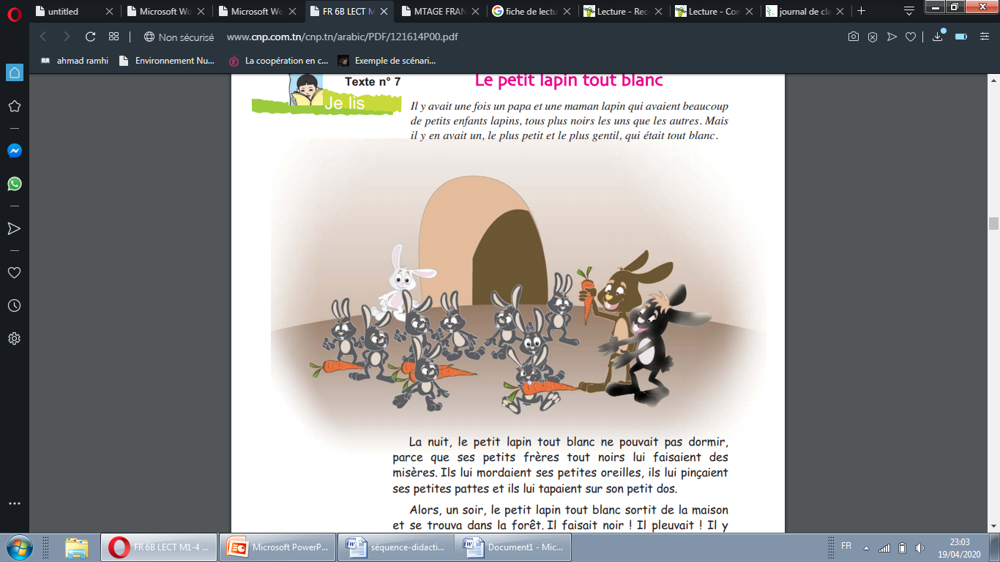 untitled
Microsoft Wo
Microsoft Wo
FR 6B LECT M
MTAGE FRAN
fiche de lectu
Lecture - Rec
Lecture - Con
journal de cla
Non sécurisé
www.cnp.com.tn/cnp.tn/arabic/PDF/121614P00.pdf
ahmad ramhi
Environnement Nu...
La coopération en c...
Exemple de scénari...
Texte n° 7
Je lis
Le petit lapin tout blanc
Il y avait une fois un papa et une maman lapin qui avaient beaucoup
de petits enfants lapins, tous plus noirs les uns que les autres. Mais
il y en avait un, le plus petit et le plus gentil, qui était tout blanc.
La nuit, le petit lapin tout blanc ne pouvait pas dormir,
parce que ses petits frères tout noirs lui faisaient des
misères. Ils lui mordaient ses petites oreilles, ils lui pinçaient
ses petites pattes et ils lui tapaient sur son petit dos.
Alors, un soir, le petit lapin tout blanc sortit de la maison
et se trouva dans la forêt. Il faisait noir ! Il pleuvait ! Il y
FR 6B LECT M1-4 ...
Microsoft PowerP...
séquence-didacti...
Document1 - Mic...
FR
23:03
19/04/2020